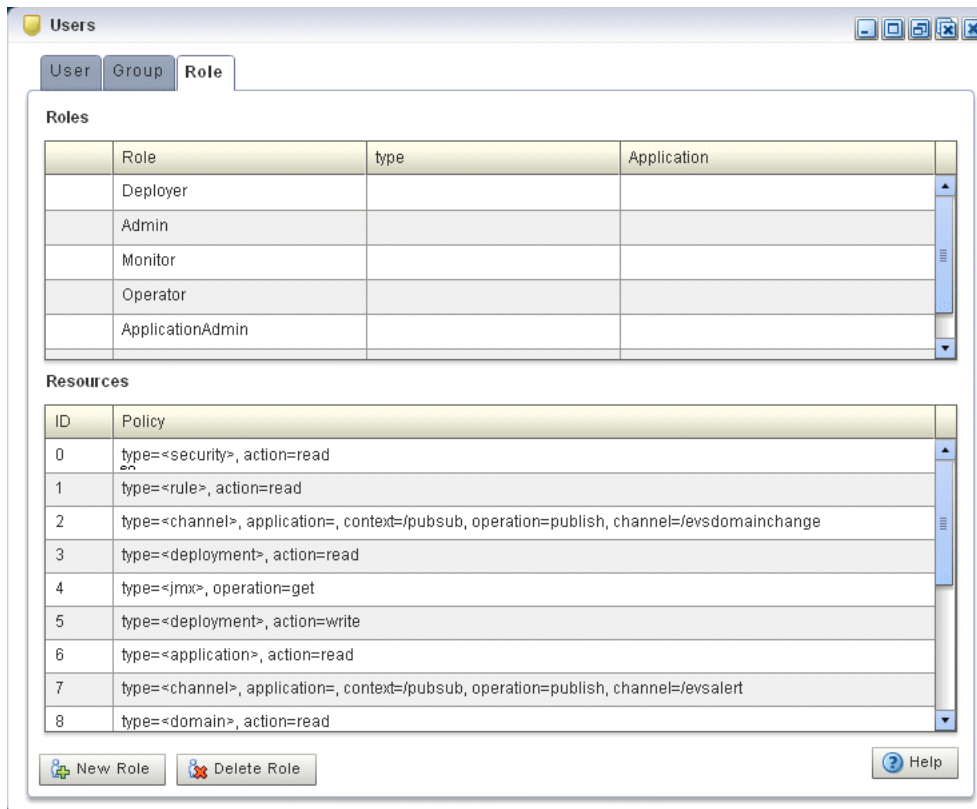 Users
User Group Role
Roles
Role type Application
Deployer
Admin
Monitor
Operator
ApplicationAdmin
Resources
ID Policy
0 type=<security>, action=read
1 type=<rule>, action=read
2 type=<channel>, application=, context=/pubsub, operation=publish, channel=/evsdomainchange
3 type=<deployment>, action=read
4 type=<jmx>, operation=get
5 type=<deployment>, action=write
6 type=<application>, action=read
7 type=<channel>, application=, context=/pubsub, operation=publish, channel=/evsalert
8 type=<domain>, action=read
New Role Delete Role Help